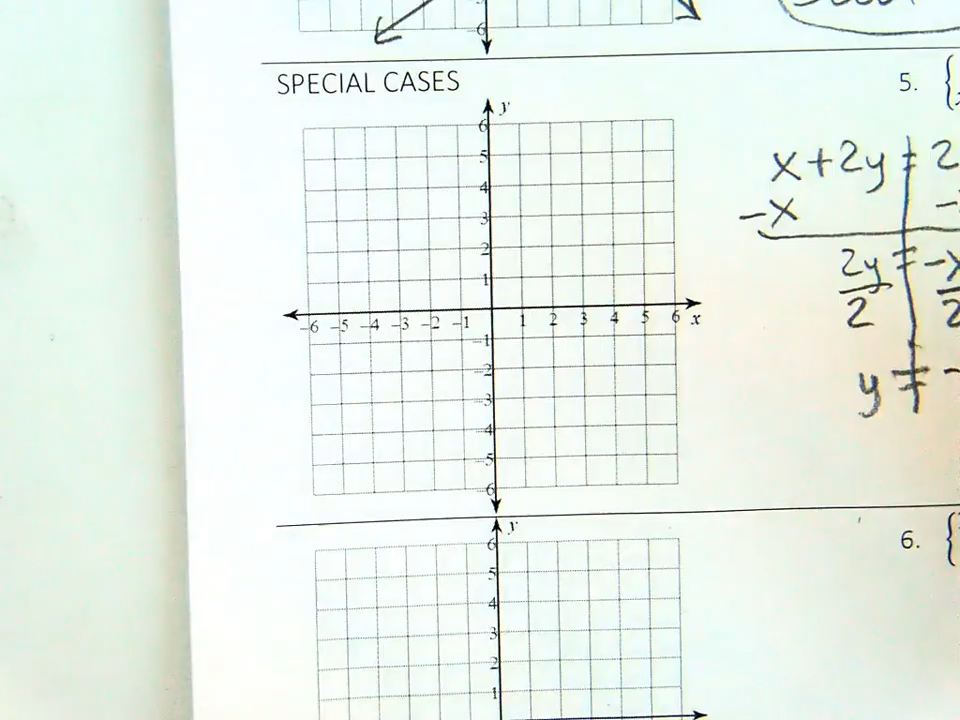 -6
SPECIAL CASES
5. {
y
6
5
4
3
2
1
-6 -5 -4 -3 -2 -1 1 2 3 4 5 6 x
-1
-2
-3
-4
-5
-6
x + 2y = 2
-x -
2y = -x
2 2
y = -
6. {
y
6
5
4
3
2
1